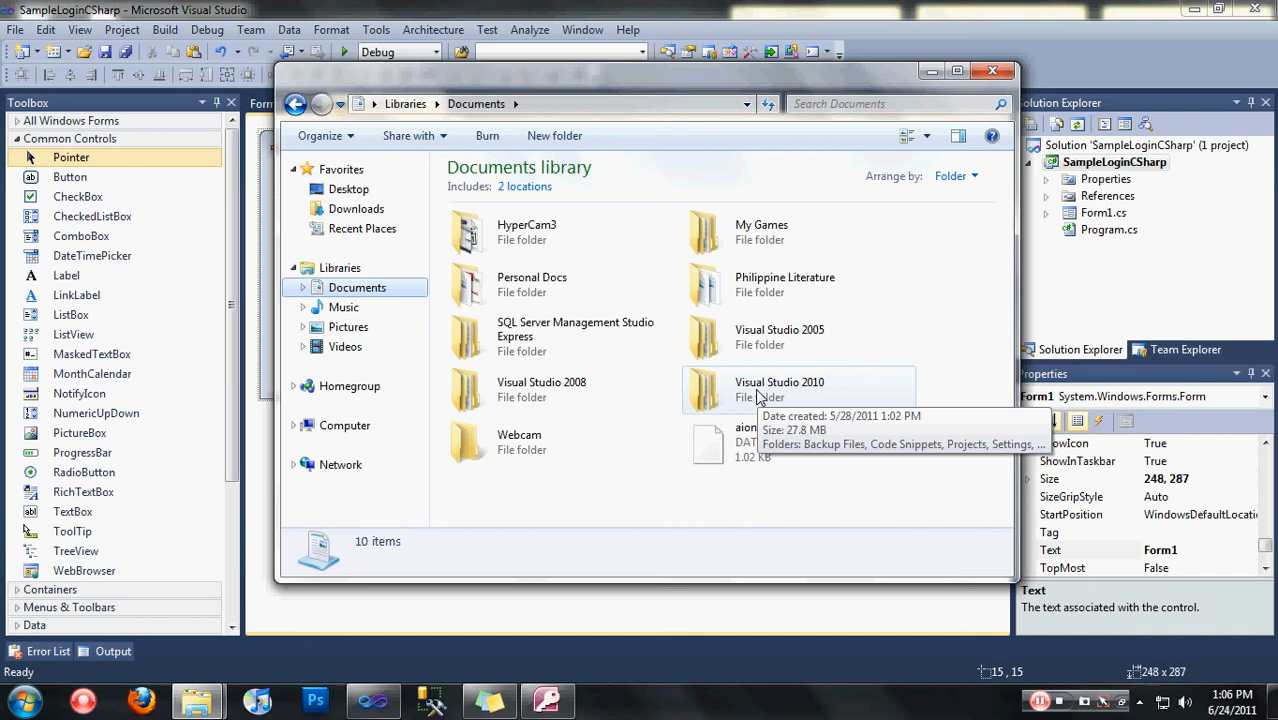 SampleLoginCSharp - Microsoft Visual Studio
File Edit View Project Build Debug Team Data Format Tools Architecture Test Analyze Window Help
Debug
Toolbox
All Windows Forms
Common Controls
Pointer
Button
CheckBox
CheckedListBox
ComboBox
DateTimePicker
Label
LinkLabel
ListBox
ListView
MaskedTextBox
MonthCalendar
NotifyIcon
NumericUpDown
PictureBox
ProgressBar
RadioButton
RichTextBox
TextBox
ToolTip
TreeView
WebBrowser
Containers
Menus & Toolbars
Data
Error List Output
Ready
For
Libraries Documents
Search Documents
Organize Share with Burn New folder
Favorites
Desktop
Downloads
Recent Places
Libraries
Documents
Music
Pictures
Videos
Homegroup
Computer
Network
Documents library
Includes: 2 locations
Arrange by: Folder
HyperCam3
File folder
My Games
File folder
Personal Docs
File folder
Philippine Literature
File folder
SQL Server Management Studio
Express
File folder
Visual Studio 2005
File folder
Visual Studio 2008
File folder
Visual Studio 2010
File folder
Webcam
File folder
aion
DAT
1.02 KB
Date created: 5/28/2011 1:02 PM
Size: 27.8 MB
Folders: Backup Files, Code Snippets, Projects, Settings, ...
10 items
Solution Explorer
Solution 'SampleLoginCSharp' (1 project)
SampleLoginCSharp
Properties
References
Form1.cs
Program.cs
Solution Explorer Team Explorer
Properties
Form1 System.Windows.Forms.Form
ShowIcon True
ShowInTaskbar True
Size 248, 287
SizeGripStyle Auto
StartPosition WindowsDefaultLocati
Tag
Text Form1
TopMost False
Text
The text associated with the control.
15 , 15 248 x 287
Ps
1:06 PM
6/24/2011